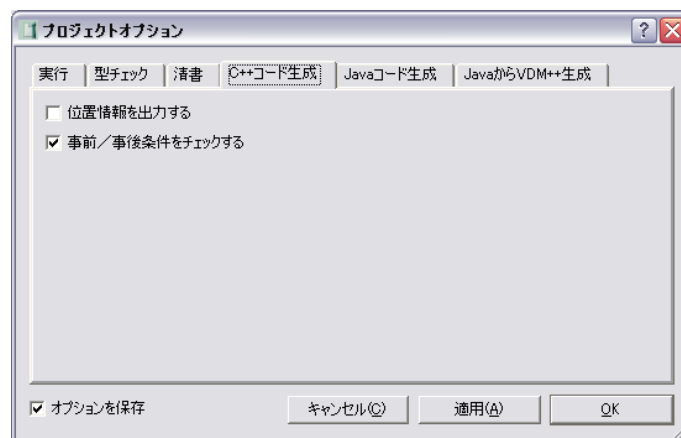 プロジェクトオプション
実行 型チェック 清書 C++コード生成 Javaコード生成 JavaからVDM++生成
位置情報を出力する
事前／事後条件をチェックする
オプションを保存 キャンセル(C) 適用(A) OK